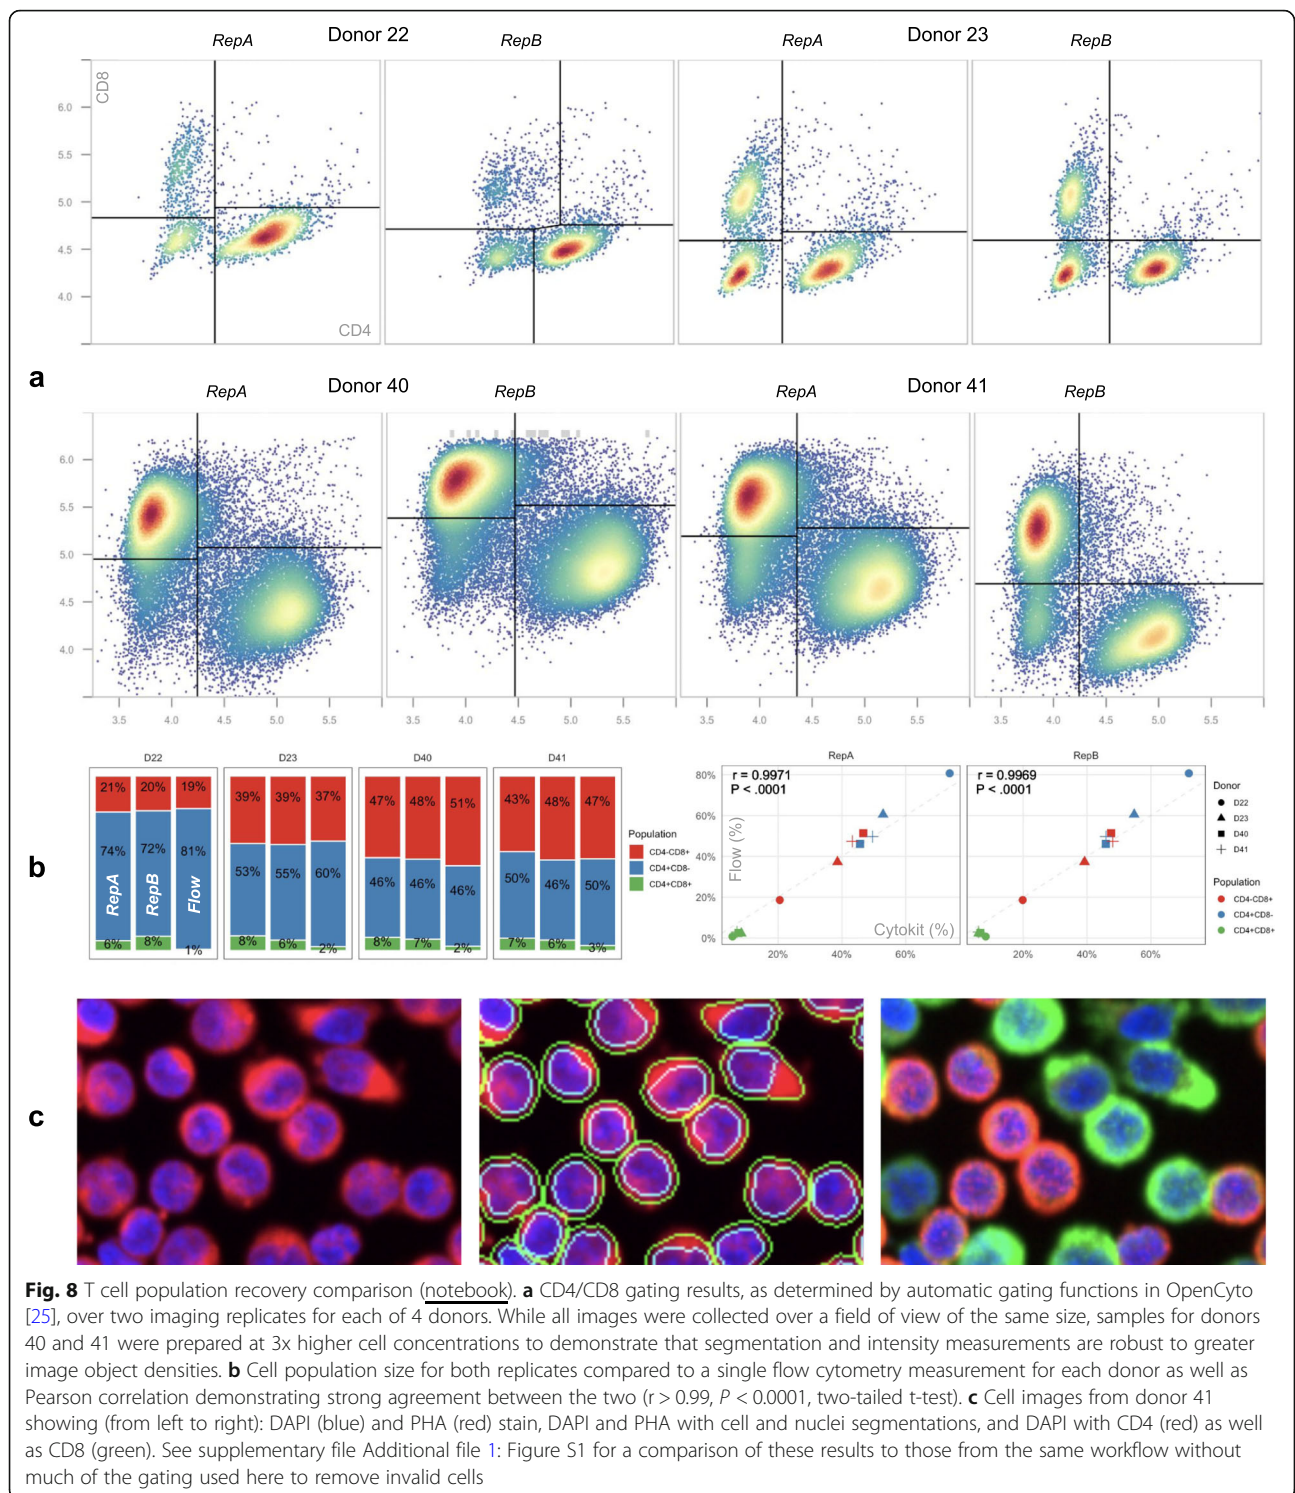 Donor 22
Donor 23
RepA
RepB
RepA
RepB
CD8
6.0
5.5
5.0
4.5
4.0
CD4
a
Donor 40
Donor 41
RepA
RepB
RepA
RepB
6.0
5.5
5.0
4.5
4.0
3.5 4.0 4.5 5.0 5.5
3.5 4.0 4.5 5.0 5.5
3.5 4.0 4.5 5.0 5.5
3.5 4.0 4.5 5.0 5.5
b
D22
21% 20% 19%
74% 72% 81%
RepA RepB Flow
6% 8% 1%
D23
39% 39% 37%
53% 55% 60%
8% 6% 2%
D40
47% 48% 51%
46% 46% 46%
8% 7% 2%
D41
43% 48% 47%
50% 46% 50%
7% 6% 3%
Population
CD4-CD8+
CD4+CD8-
CD4+CD8+
RepA
r = 0.9971
P < .0001
80%
60%
40%
20%
0%
Flow (%)
Cytokit (%)
20% 40% 60%
RepB
r = 0.9969
P < .0001
20% 40% 60%
Donor
D22
D23
D40
D41
Population
CD4-CD8+
CD4+CD8-
CD4+CD8+
c
Fig. 8 T cell population recovery comparison (notebook). a CD4/CD8 gating results, as determined by automatic gating functions in OpenCyto
[25], over two imaging replicates for each of 4 donors. While all images were collected over a field of view of the same size, samples for donors
40 and 41 were prepared at 3x higher cell concentrations to demonstrate that segmentation and intensity measurements are robust to greater
image object densities. b Cell population size for both replicates compared to a single flow cytometry measurement for each donor as well as
Pearson correlation demonstrating strong agreement between the two (r > 0.99, P < 0.0001, two-tailed t-test). c Cell images from donor 41
showing (from left to right): DAPI (blue) and PHA (red) stain, DAPI and PHA with cell and nuclei segmentations, and DAPI with CD4 (red) as well
as CD8 (green). See supplementary file Additional file 1: Figure S1 for a comparison of these results to those from the same workflow without
much of the gating used here to remove invalid cells